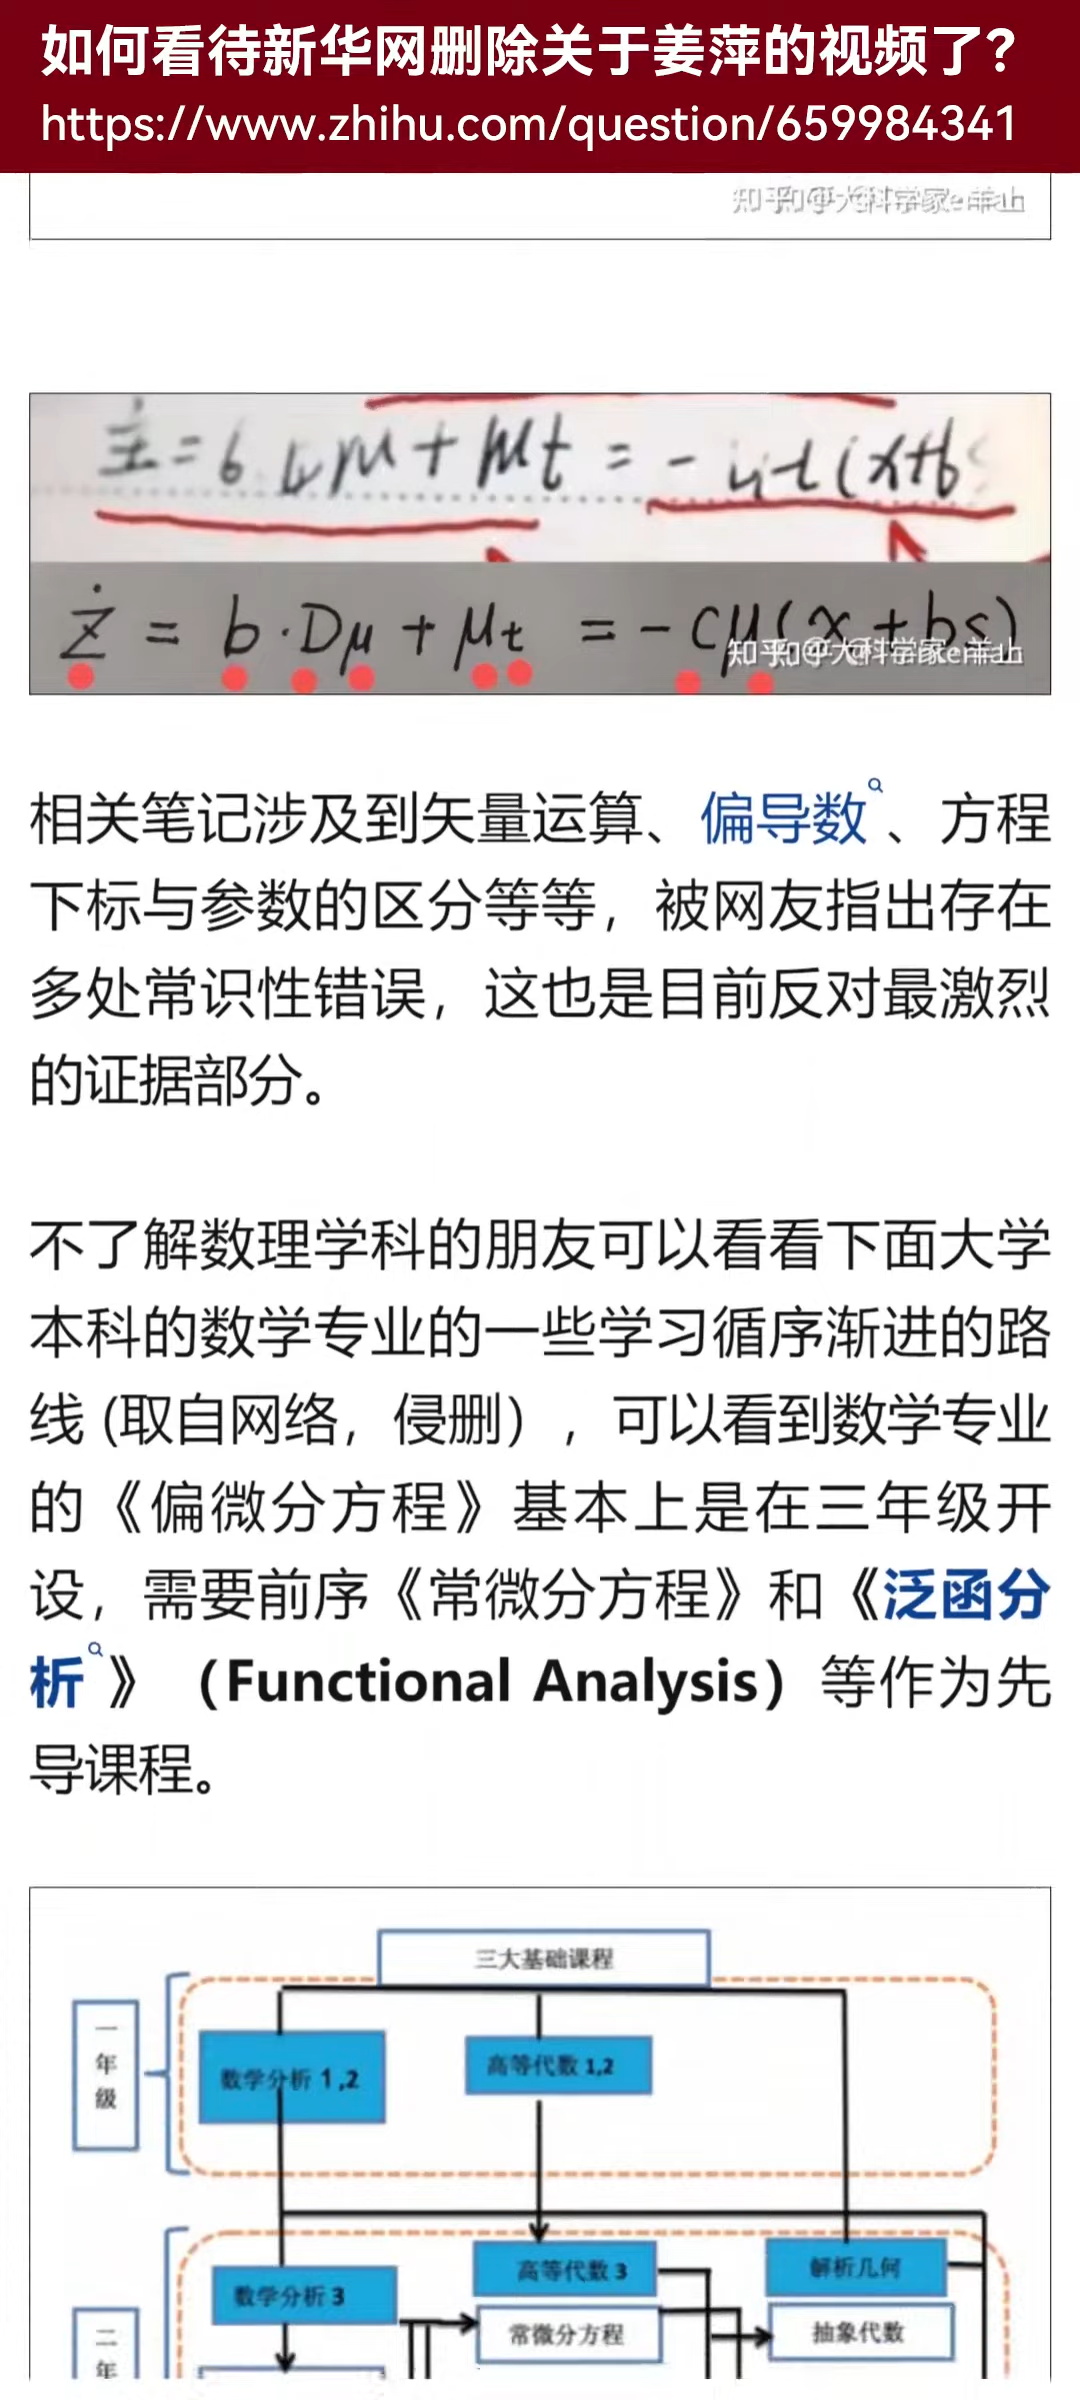 如何看待新华网删除关于姜萍的视频了?
https://www.zhihu.com/question/659984341
ż = b · Dμ + μt = - cμ(x + bs)
相关笔记涉及到矢量运算、偏导数、方程
下标与参数的区分等等，被网友指出存在
多处常识性错误，这也是目前反对最激烈
的证据部分。
不了解数理学科的朋友可以看看下面大学
本科的数学专业的一些学习循序渐进的路
线 (取自网络，侵删），可以看到数学专业
的《偏微分方程》基本上是在三年级开
设，需要前序《常微分方程》和《泛函分
析》（Functional Analysis）等作为先
导课程。
三大基础课程
一年级
数学分析 1,2
高等代数 1,2
二年
数学分析 3
高等代数 3
解析几何
常微分方程
抽象代数